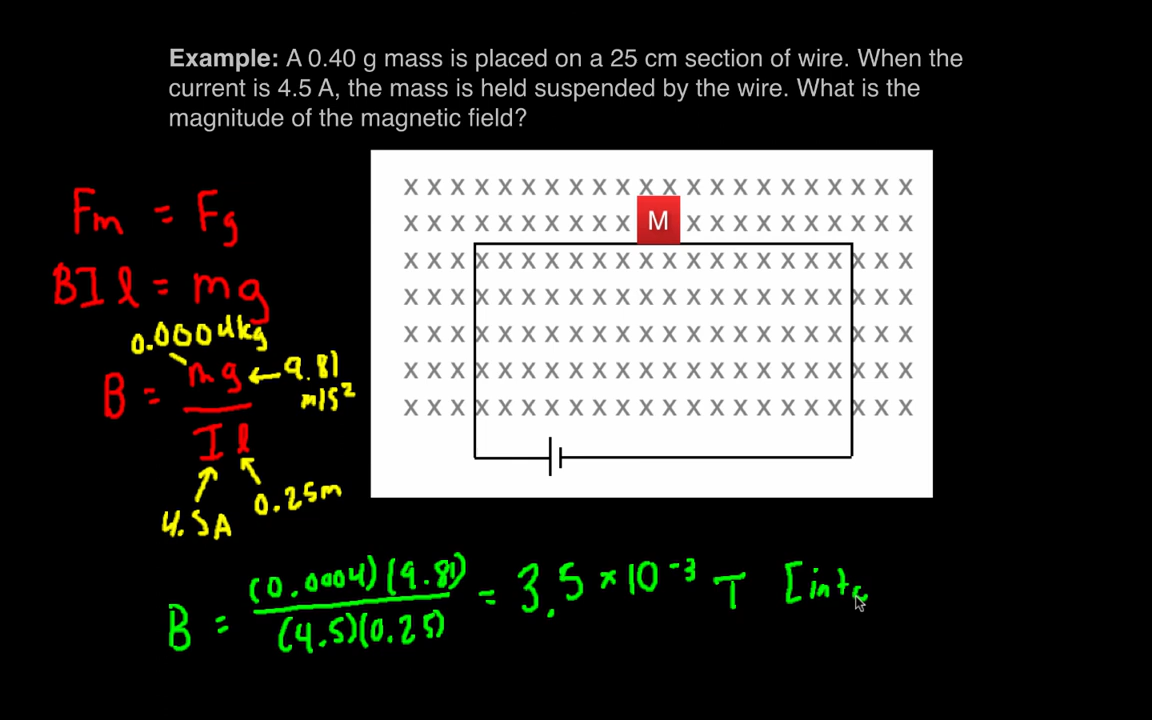 Example: A 0.40 g mass is placed on a 25 cm section of wire. When the
current is 4.5 A, the mass is held suspended by the wire. What is the
magnitude of the magnetic field?
Fm = Fg
BIl = mg
0.0004kg
B = mg
Il
9.81
m/s²
4.5A
0.25m
X X X X X X X X X X X X X X X X X X X X X X
X X X X X X X X X X M X X X X X X X X X X
X X X X X X X X X X X X X X X X X X X X X X
X X X X X X X X X X X X X X X X X X X X X X
X X X X X X X X X X X X X X X X X X X X X X
X X X X X X X X X X X X X X X X X X X X X X
X X X X X X X X X X X X X X X X X X X X X X
B = (0.0004)(9.81) = 3.5 × 10⁻³ T [into
(4.5)(0.25)